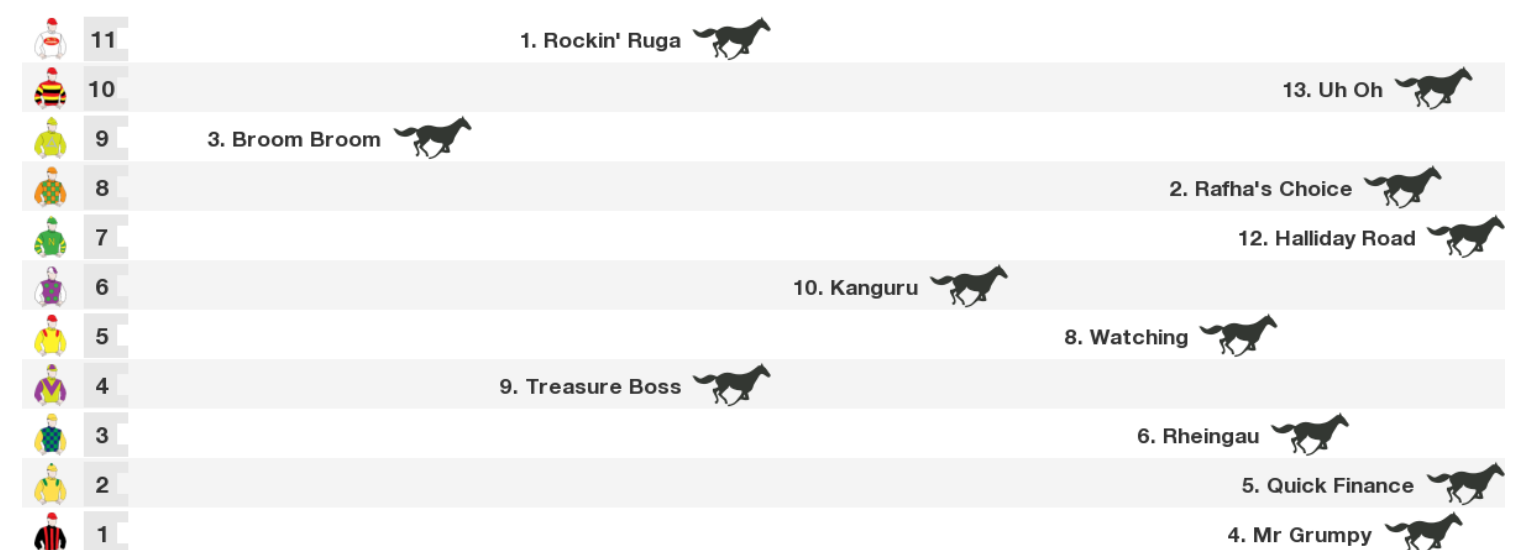 11 1. Rockin' Ruga
10 13. Uh Oh
9 3. Broom Broom
8 2. Rafha's Choice
7 12. Halliday Road
N
6 10. Kanguru
5 8. Watching
4 9. Treasure Boss
3 6. Rheingau
2 5. Quick Finance
1 4. Mr Grumpy